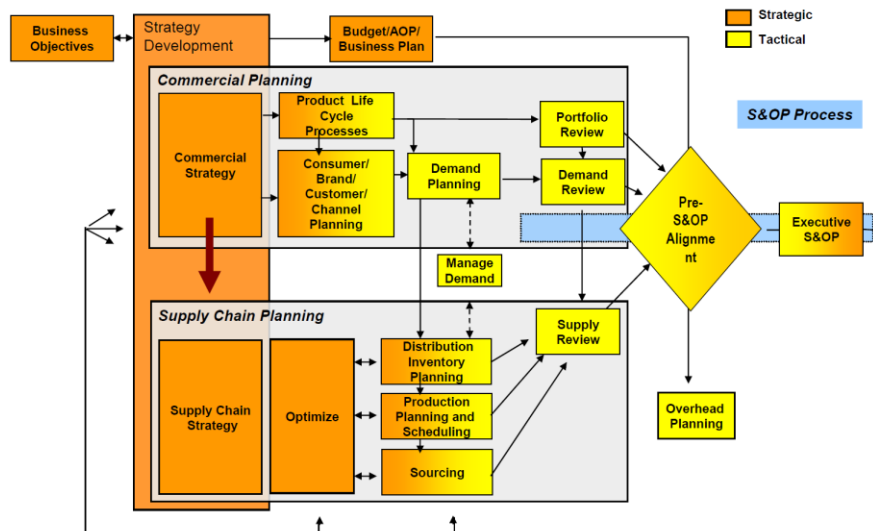 Business
Objectives
Strategy
Development
Budget/AOP/
Business Plan
Strategic
Tactical
Commercial Planning
S&OP Process
Commercial
Strategy
Product Life
Cycle
Processes
Consumer/
Brand/
Customer/
Channel
Planning
Demand
Planning
Portfolio
Review
Demand
Review
Pre-
S&OP
Alignme
nt
Executive
S&OP
Manage
Demand
Supply Chain Planning
Supply Chain
Strategy
Optimize
Distribution
Inventory
Planning
Production
Planning and
Scheduling
Sourcing
Supply
Review
Overhead
Planning